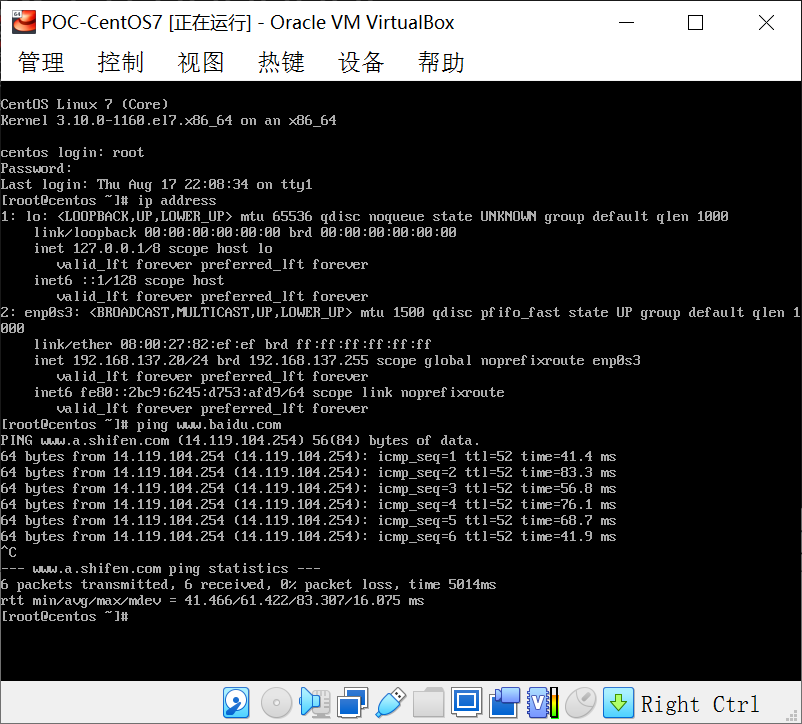 POC-CentOS7 [正在运行] - Oracle VM VirtualBox
管理 控制 视图 热键 设备 帮助
CentOS Linux 7 (Core)
Kernel 3.10.0-1160.el7.x86_64 on an x86_64
centos login: root
Password:
Last login: Thu Aug 17 22:08:34 on tty1
[root@centos ~]# ip address
1: lo: <LOOPBACK,UP,LOWER_UP> mtu 65536 qdisc noqueue state UNKNOWN group default qlen 1000
    link/loopback 00:00:00:00:00:00 brd 00:00:00:00:00:00
    inet 127.0.0.1/8 scope host lo
       valid_lft forever preferred_lft forever
    inet6 ::1/128 scope host
       valid_lft forever preferred_lft forever
2: enp0s3: <BROADCAST,MULTICAST,UP,LOWER_UP> mtu 1500 qdisc pfifo_fast state UP group default qlen 1
000
    link/ether 08:00:27:82:ef:ef brd ff:ff:ff:ff:ff:ff
    inet 192.168.137.20/24 brd 192.168.137.255 scope global noprefixroute enp0s3
       valid_lft forever preferred_lft forever
    inet6 fe80::2bc9:6245:d753:afd9/64 scope link noprefixroute
       valid_lft forever preferred_lft forever
[root@centos ~]# ping www.baidu.com
PING www.a.shifen.com (14.119.104.254) 56(84) bytes of data.
64 bytes from 14.119.104.254 (14.119.104.254): icmp_seq=1 ttl=52 time=41.4 ms
64 bytes from 14.119.104.254 (14.119.104.254): icmp_seq=2 ttl=52 time=83.3 ms
64 bytes from 14.119.104.254 (14.119.104.254): icmp_seq=3 ttl=52 time=56.8 ms
64 bytes from 14.119.104.254 (14.119.104.254): icmp_seq=4 ttl=52 time=76.1 ms
64 bytes from 14.119.104.254 (14.119.104.254): icmp_seq=5 ttl=52 time=68.7 ms
64 bytes from 14.119.104.254 (14.119.104.254): icmp_seq=6 ttl=52 time=41.9 ms
^C
--- www.a.shifen.com ping statistics ---
6 packets transmitted, 6 received, 0% packet loss, time 5014ms
rtt min/avg/max/mdev = 41.466/61.422/83.307/16.075 ms
[root@centos ~]#
Right Ctrl